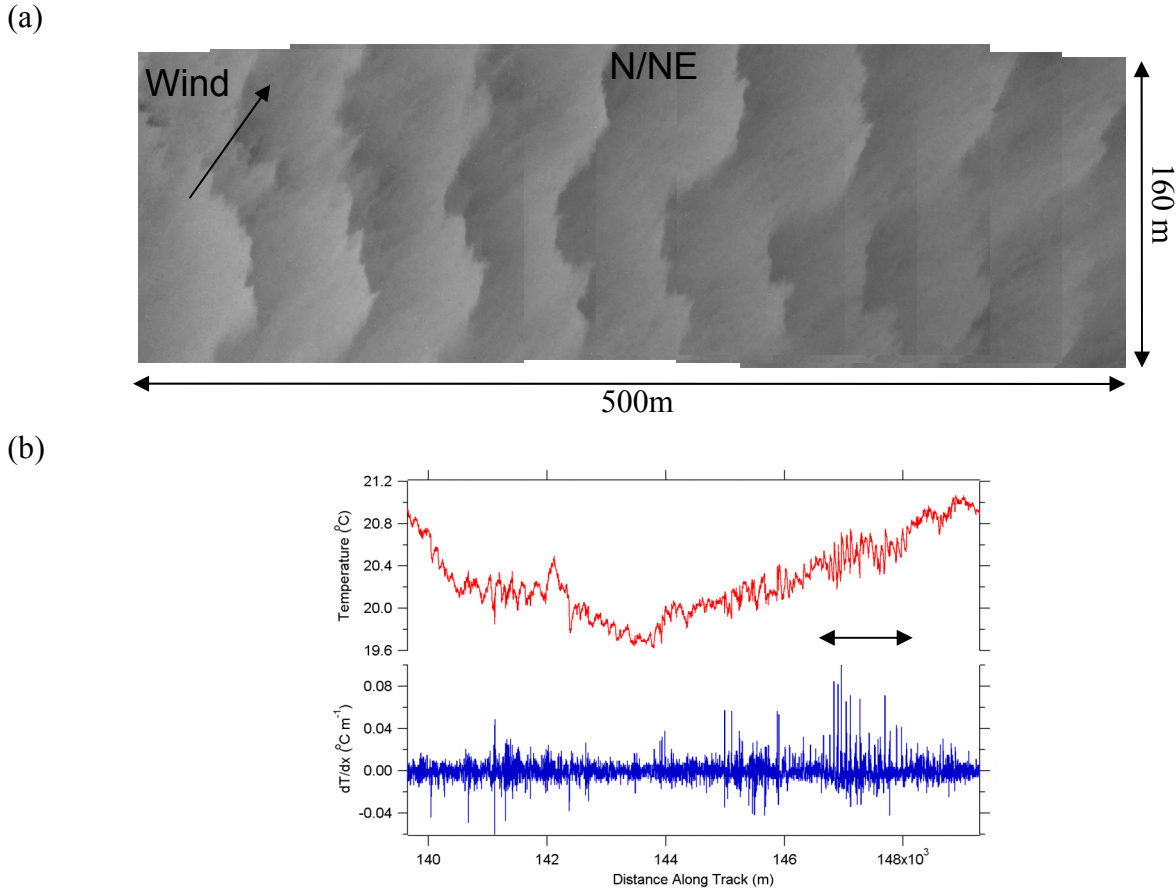 (a)
Wind
N/NE
160 m
500m
(b)
21.2
20.8
20.4
20.0
19.6
Temperature (°C)
0.08
0.04
0.00
-0.04
dT/dx (°C m⁻¹)
140
142
144
146
148x10³
Distance Along Track (m)